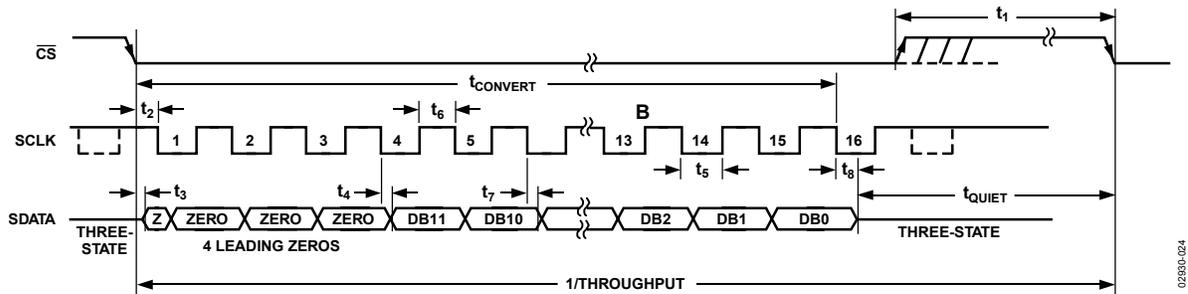 t1
CS
tCONVERT
t2 t6 B
SCLK 1 2 3 4 5 13 14 15 16
t5 t8
t3 t4 t7 tQUIET
SDATA Z ZERO ZERO ZERO DB11 DB10 DB2 DB1 DB0
THREE-
STATE
4 LEADING ZEROS
THREE-STATE
1/THROUGHPUT
02930-024